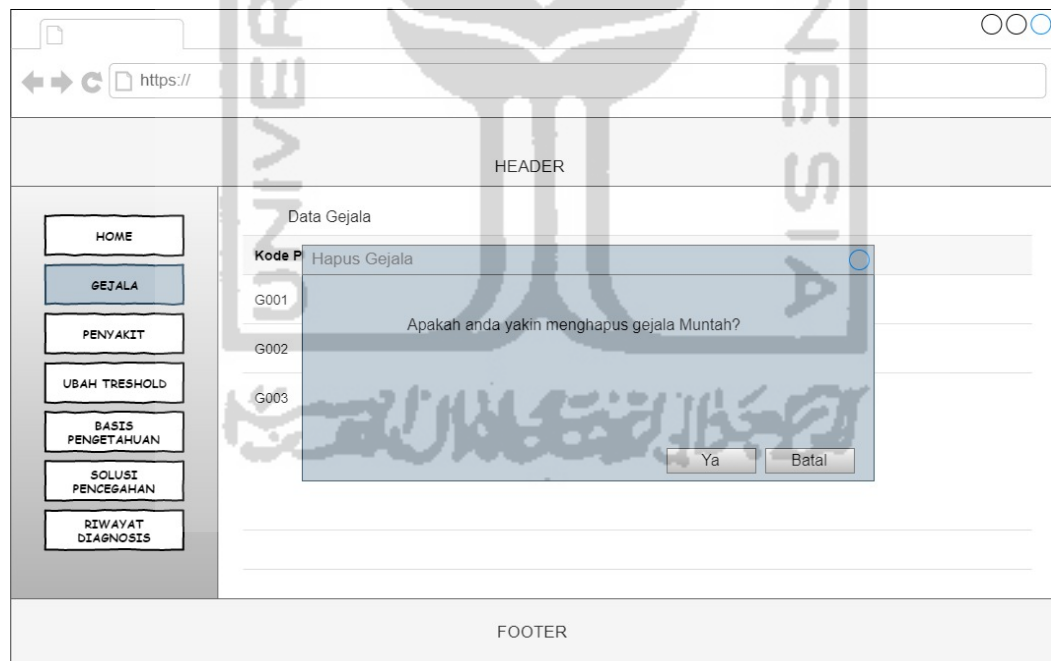 https://
HEADER
HOME
GEJALA
PENYAKIT
UBAH TRESHOLD
BASIS
PENGETAHUAN
SOLUSI
PENCEGAHAN
RIWAYAT
DIAGNOSIS
Data Gejala
Kode P
G001
G002
G003
Hapus Gejala
Apakah anda yakin menghapus gejala Muntah?
Ya
Batal
FOOTER